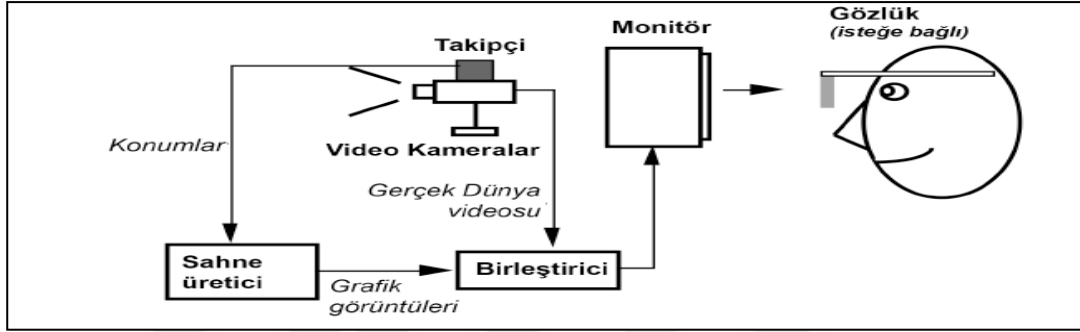 Gözlük
(isteğe bağlı)
Monitör
Takipçi
Konumlar
Video Kameralar
Gerçek Dünya
videosu
Sahne
üretici
Birleştirici
Grafik
görüntüleri